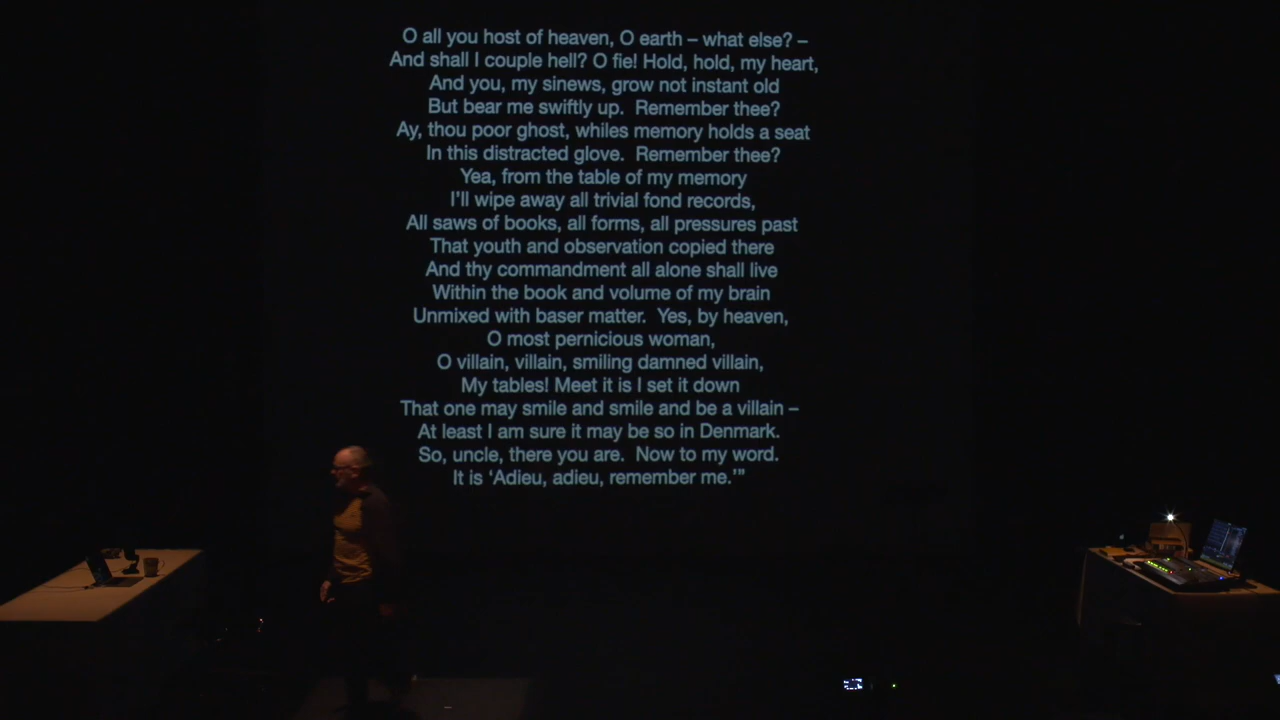 O all you host of heaven, O earth – what else? –
And shall I couple hell? O fie! Hold, hold, my heart,
And you, my sinews, grow not instant old
But bear me swiftly up.  Remember thee?
Ay, thou poor ghost, whiles memory holds a seat
In this distracted glove.  Remember thee?
Yea, from the table of my memory
I’ll wipe away all trivial fond records,
All saws of books, all forms, all pressures past
That youth and observation copied there
And thy commandment all alone shall live
Within the book and volume of my brain
Unmixed with baser matter.  Yes, by heaven,
O most pernicious woman,
O villain, villain, smiling damned villain,
My tables! Meet it is I set it down
That one may smile and smile and be a villain –
At least I am sure it may be so in Denmark.
So, uncle, there you are.  Now to my word.
It is ‘Adieu, adieu, remember me.’”